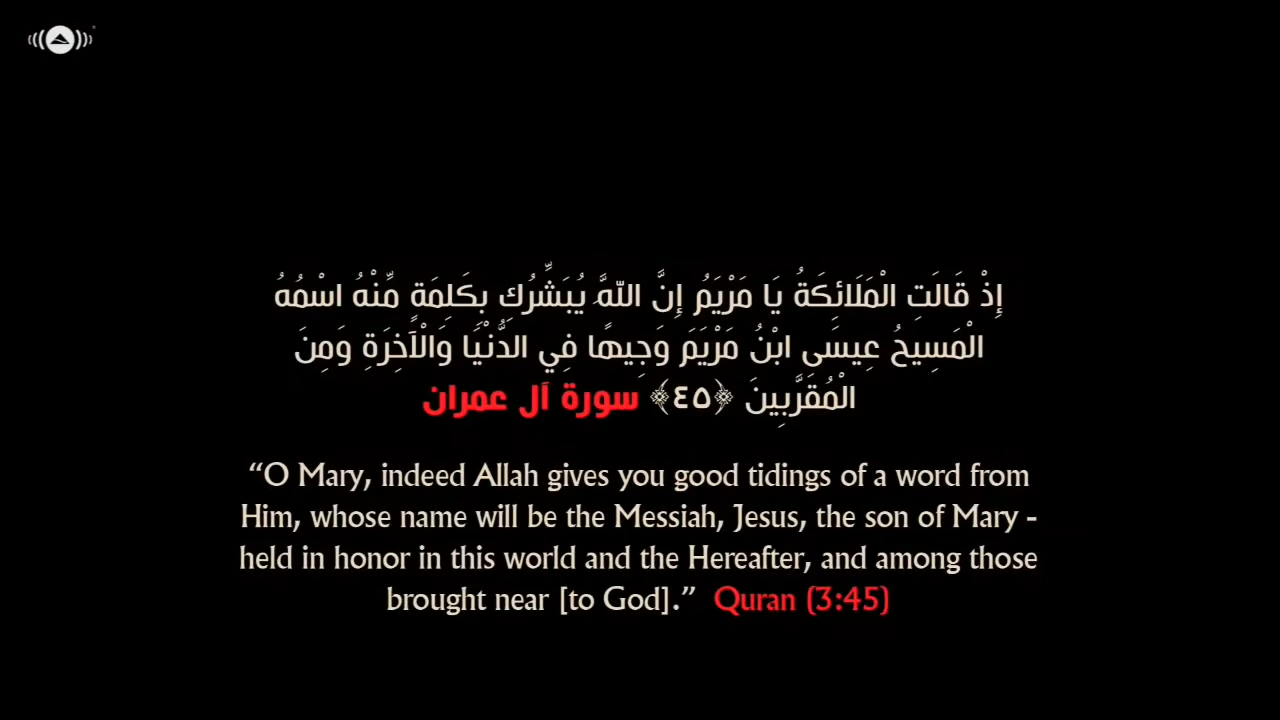 إِذْ قَالَتِ الْمَلَائِكَةُ يَا مَرْيَمُ إِنَّ اللَّهَ يُبَشِّرُكِ بِكَلِمَةٍ مِّنْهُ اسْمُهُ
الْمَسِيحُ عِيسَى ابْنُ مَرْيَمَ وَجِيهًا فِي الدُّنْيَا وَالْآخِرَةِ وَمِنَ
الْمُقَرَّبِينَ ﴿٤٥﴾ سورة آل عمران
“O Mary, indeed Allah gives you good tidings of a word from
Him, whose name will be the Messiah, Jesus, the son of Mary -
held in honor in this world and the Hereafter, and among those
brought near [to God].” Quran (3:45)